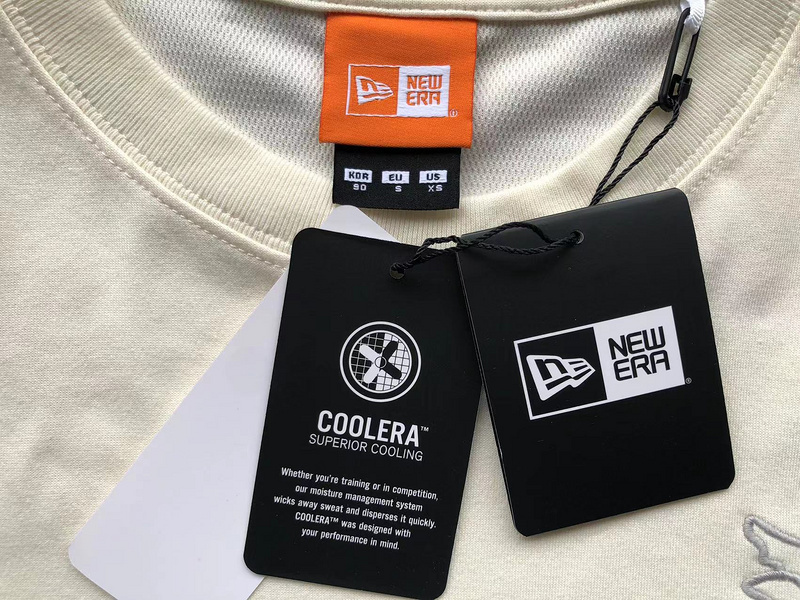 NEW
ERA
®
KOR EU US
90 S XS
COOLERA™
SUPERIOR COOLING
Whether you're training or in competition,
our moisture management system
wicks away sweat and disperses it quickly.
COOLERA™ was designed with
your performance in mind.
NEW
ERA
®